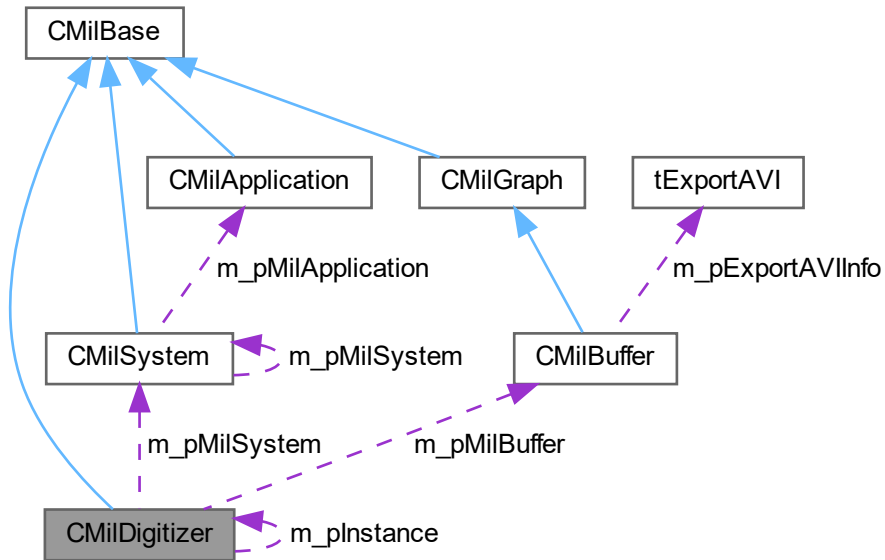 CMilBase
CMilApplication
CMilGraph
tExportAVI
m_pMilApplication
m_pExportAVIInfo
CMilSystem
m_pMilSystem
CMilBuffer
m_pMilSystem
m_pMilBuffer
CMilDigitizer
m_pInstance